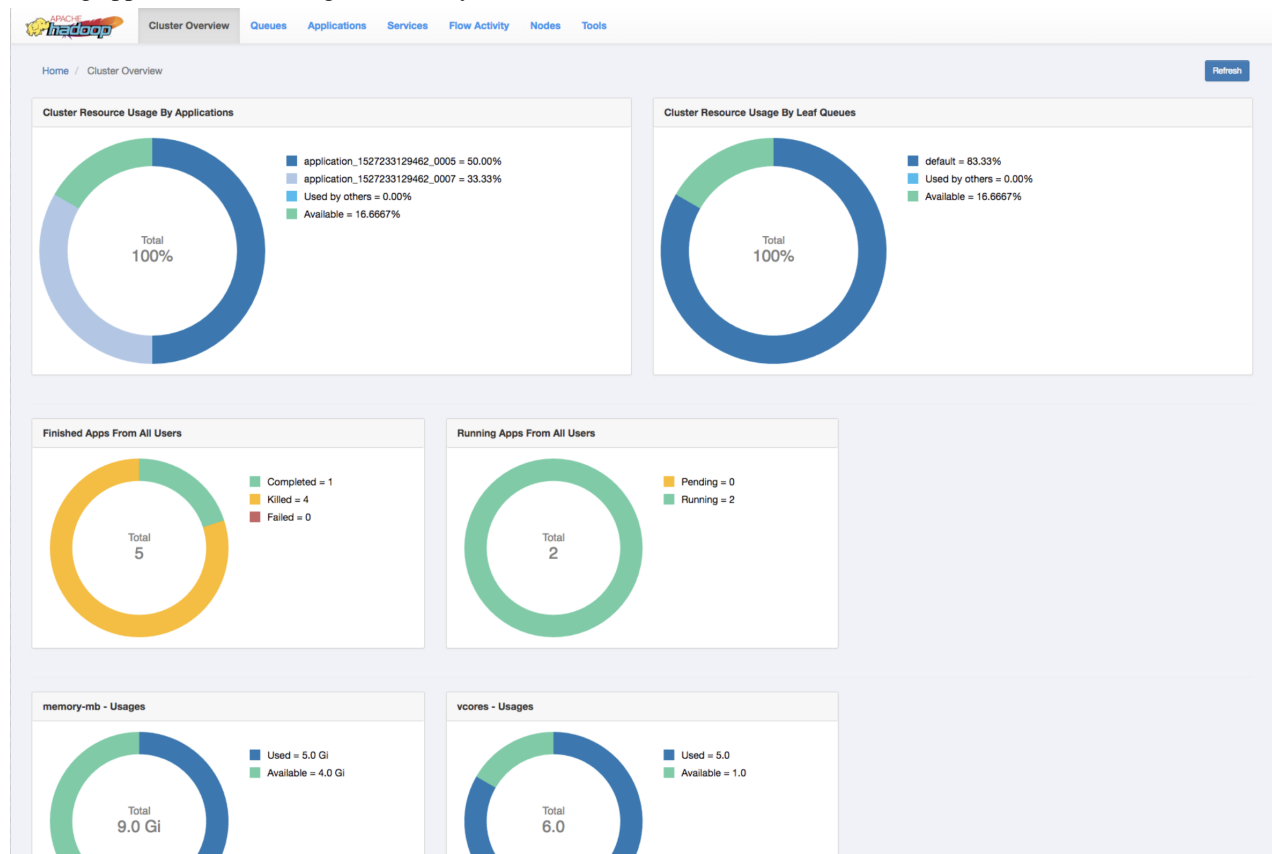 APACHE
hadoop
Cluster Overview Queues Applications Services Flow Activity Nodes Tools
Home / Cluster Overview
Refresh
Cluster Resource Usage By Applications
application_1527233129462_0005 = 50.00%
application_1527233129462_0007 = 33.33%
Used by others = 0.00%
Available = 16.6667%
Total
100%
Cluster Resource Usage By Leaf Queues
default = 83.33%
Used by others = 0.00%
Available = 16.6667%
Total
100%
Finished Apps From All Users
Completed = 1
Killed = 4
Failed = 0
Total
5
Running Apps From All Users
Pending = 0
Running = 2
Total
2
memory-mb - Usages
Used = 5.0 Gi
Available = 4.0 Gi
Total
9.0 Gi
vcores - Usages
Used = 5.0
Available = 1.0
Total
6.0